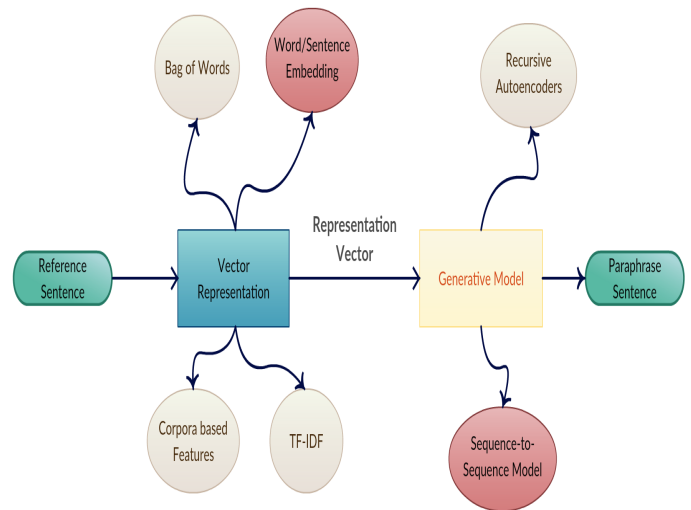 Bag of Words
Word/Sentence
Embedding
Recursive
Autoencoders
Representation
Vector
Reference
Sentence
Vector
Representation
Generative Model
Paraphrase
Sentence
Corpora based
Features
TF-IDF
Sequence-to-
Sequence Model